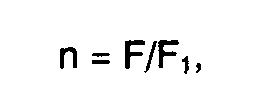 n = F/F₁,